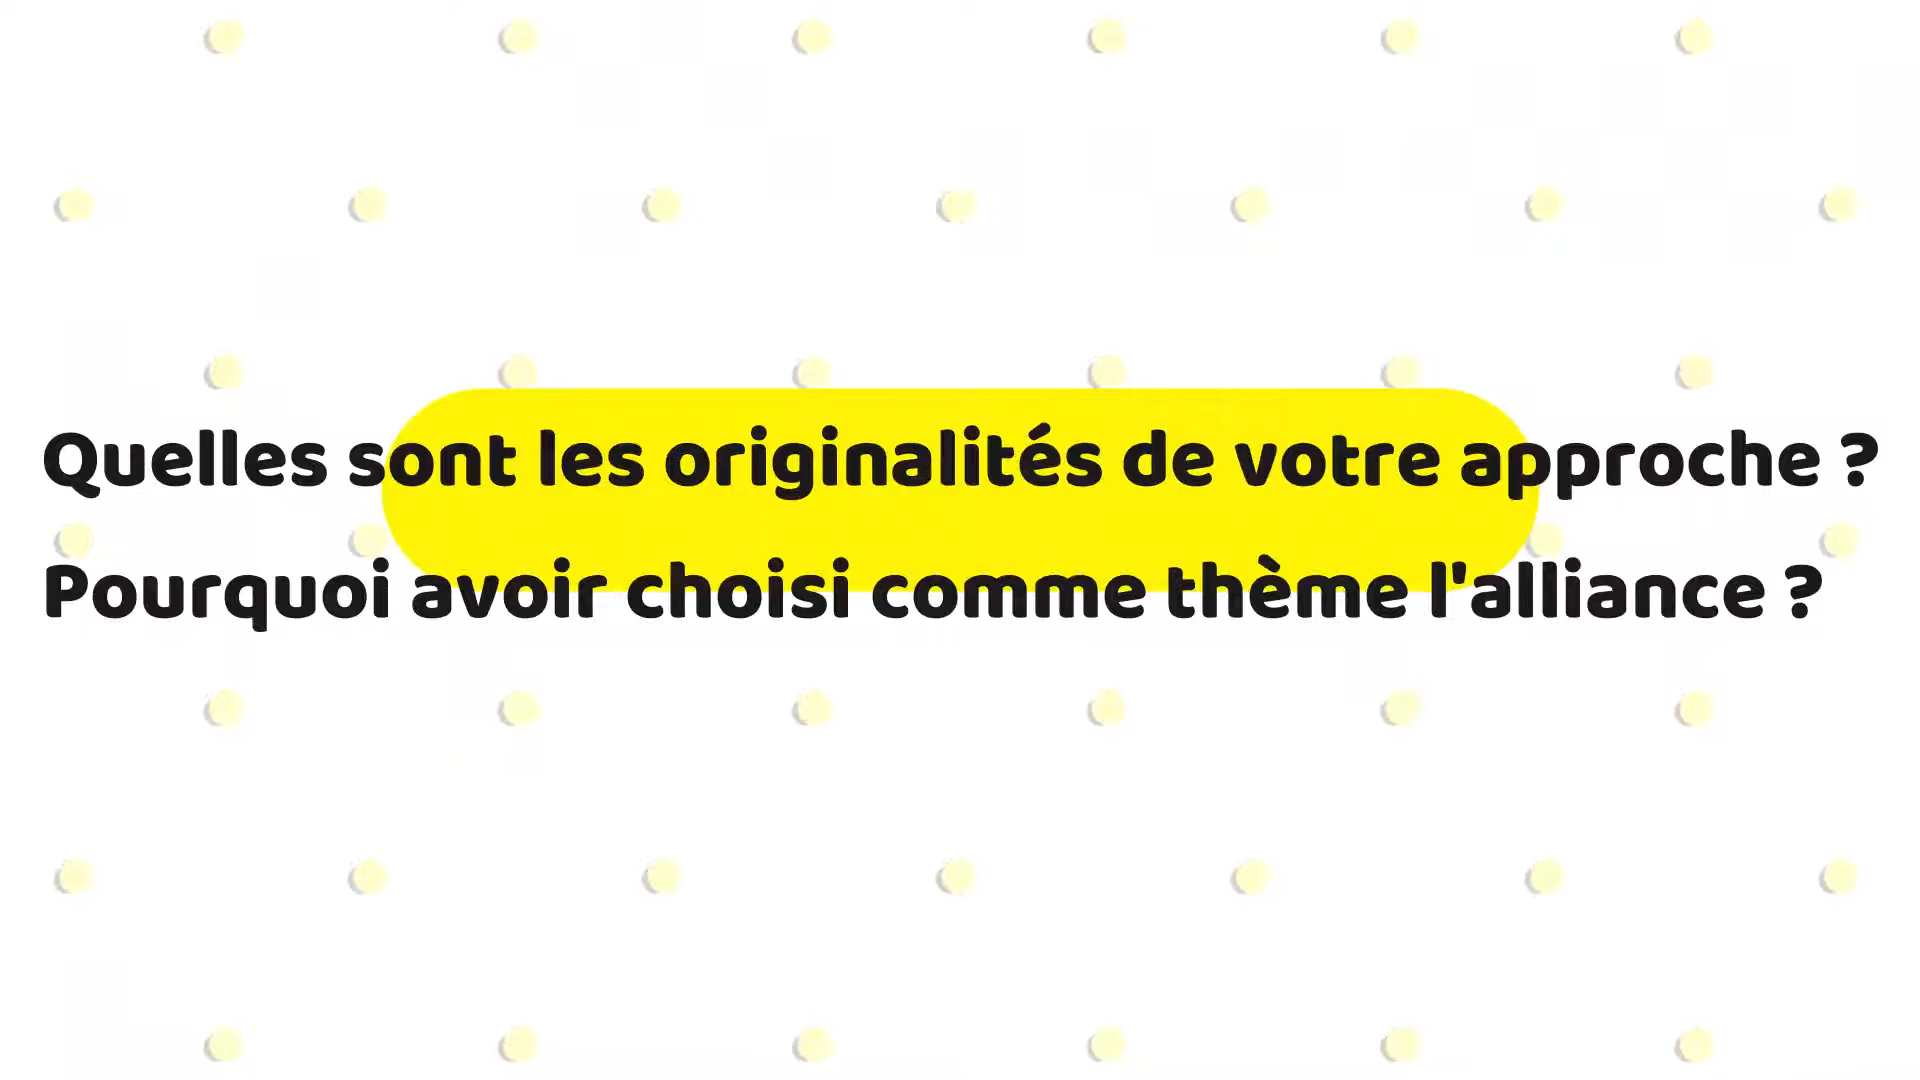 Quelles sont les originalités de votre approche ?
Pourquoi avoir choisi comme thème l'alliance ?